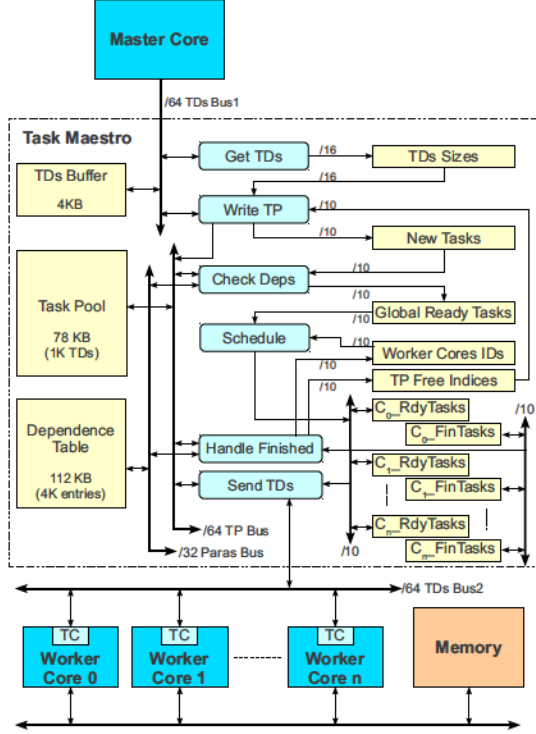 Master Core
/64 TDs Bus1
Task Maestro
Get TDs
/16
TDs Sizes
TDs Buffer
4KB
/16
Write TP
/10
/10
New Tasks
/10
Check Deps
Task Pool
78 KB
(1K TDs)
/10
/10
Global Ready Tasks
Schedule
/10
Worker Cores IDs
/10
TP Free Indices
Dependence
Table
112 KB
(4K entries)
C0_RdyTasks
/10
C0_FinTasks
Handle Finished
C1_RdyTasks
Send TDs
C1_FinTasks
Cn_RdyTasks
/64 TP Bus
/10
Cn_FinTasks
/32 Paras Bus
/64 TDs Bus2
TC
Worker
Core 0
TC
Worker
Core 1
TC
Worker
Core n
Memory